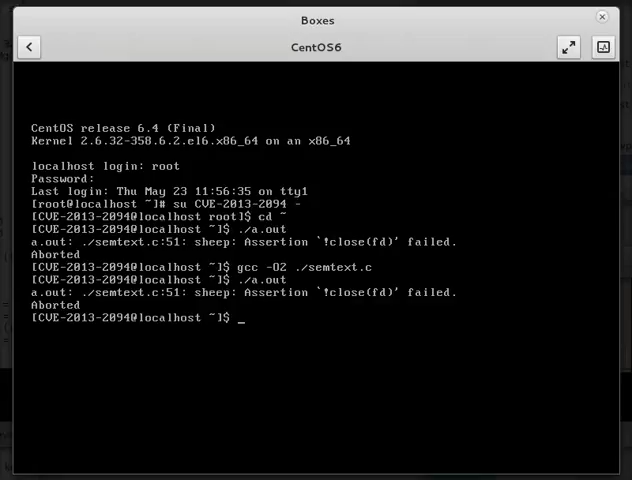 Boxes
CentOS6
CentOS release 6.4 (Final)
Kernel 2.6.32-358.6.2.el6.x86_64 on an x86_64
localhost login: root
Password:
Last login: Thu May 23 11:56:35 on tty1
[root@localhost ~]# su CVE-2013-2094 -
[CVE-2013-2094@localhost root]$ cd ~
[CVE-2013-2094@localhost ~]$ ./a.out
a.out: ./semtext.c:51: sheep: Assertion `!close(fd)' failed.
Aborted
[CVE-2013-2094@localhost ~]$ gcc -O2 ./semtext.c
[CVE-2013-2094@localhost ~]$ ./a.out
a.out: ./semtext.c:51: sheep: Assertion `!close(fd)' failed.
Aborted
[CVE-2013-2094@localhost ~]$ _